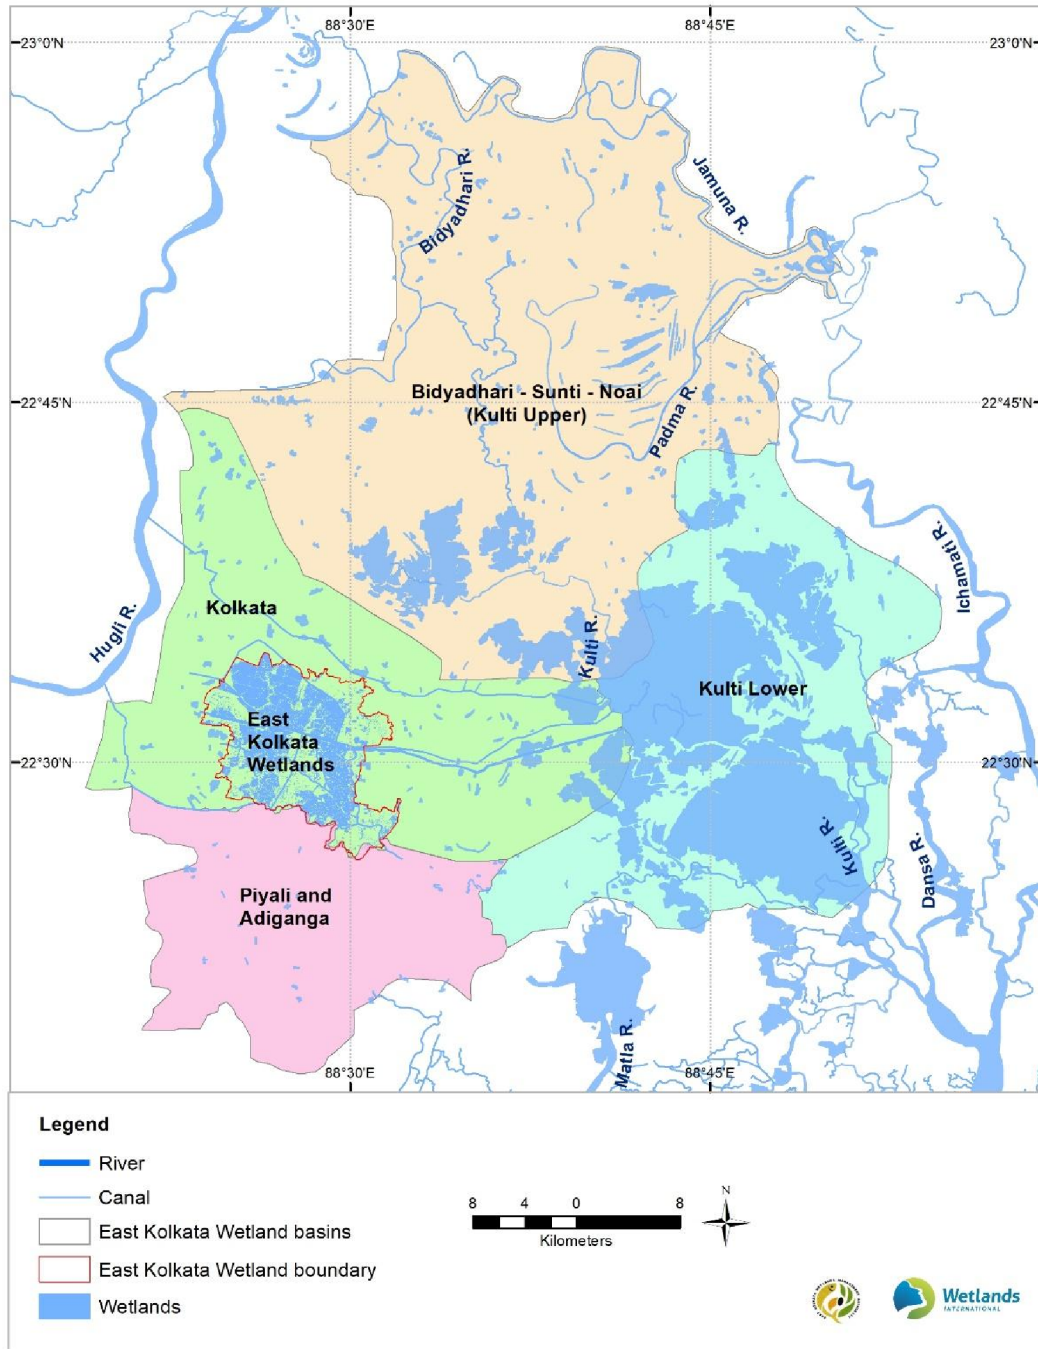 88°30'E
88°45'E
23°0'N
23°0'N
Jamuna R.
Bidyadhari R.
Bidyadhari - Sunti - Noai
(Kulti Upper)
22°45'N
22°45'N
Padma R.
Ichamati R.
Kolkata
Hugli R.
Kulti R.
Kulti Lower
East
Kolkata
Wetlands
22°30'N
22°30'N
Kulti R.
Dansa R.
Piyali and
Adiganga
Matla R.
88°30'E
88°45'E
Legend
River
Canal
East Kolkata Wetland basins
East Kolkata Wetland boundary
Wetlands
8 4 0 8
Kilometers
N
Wetlands
INTERNATIONAL